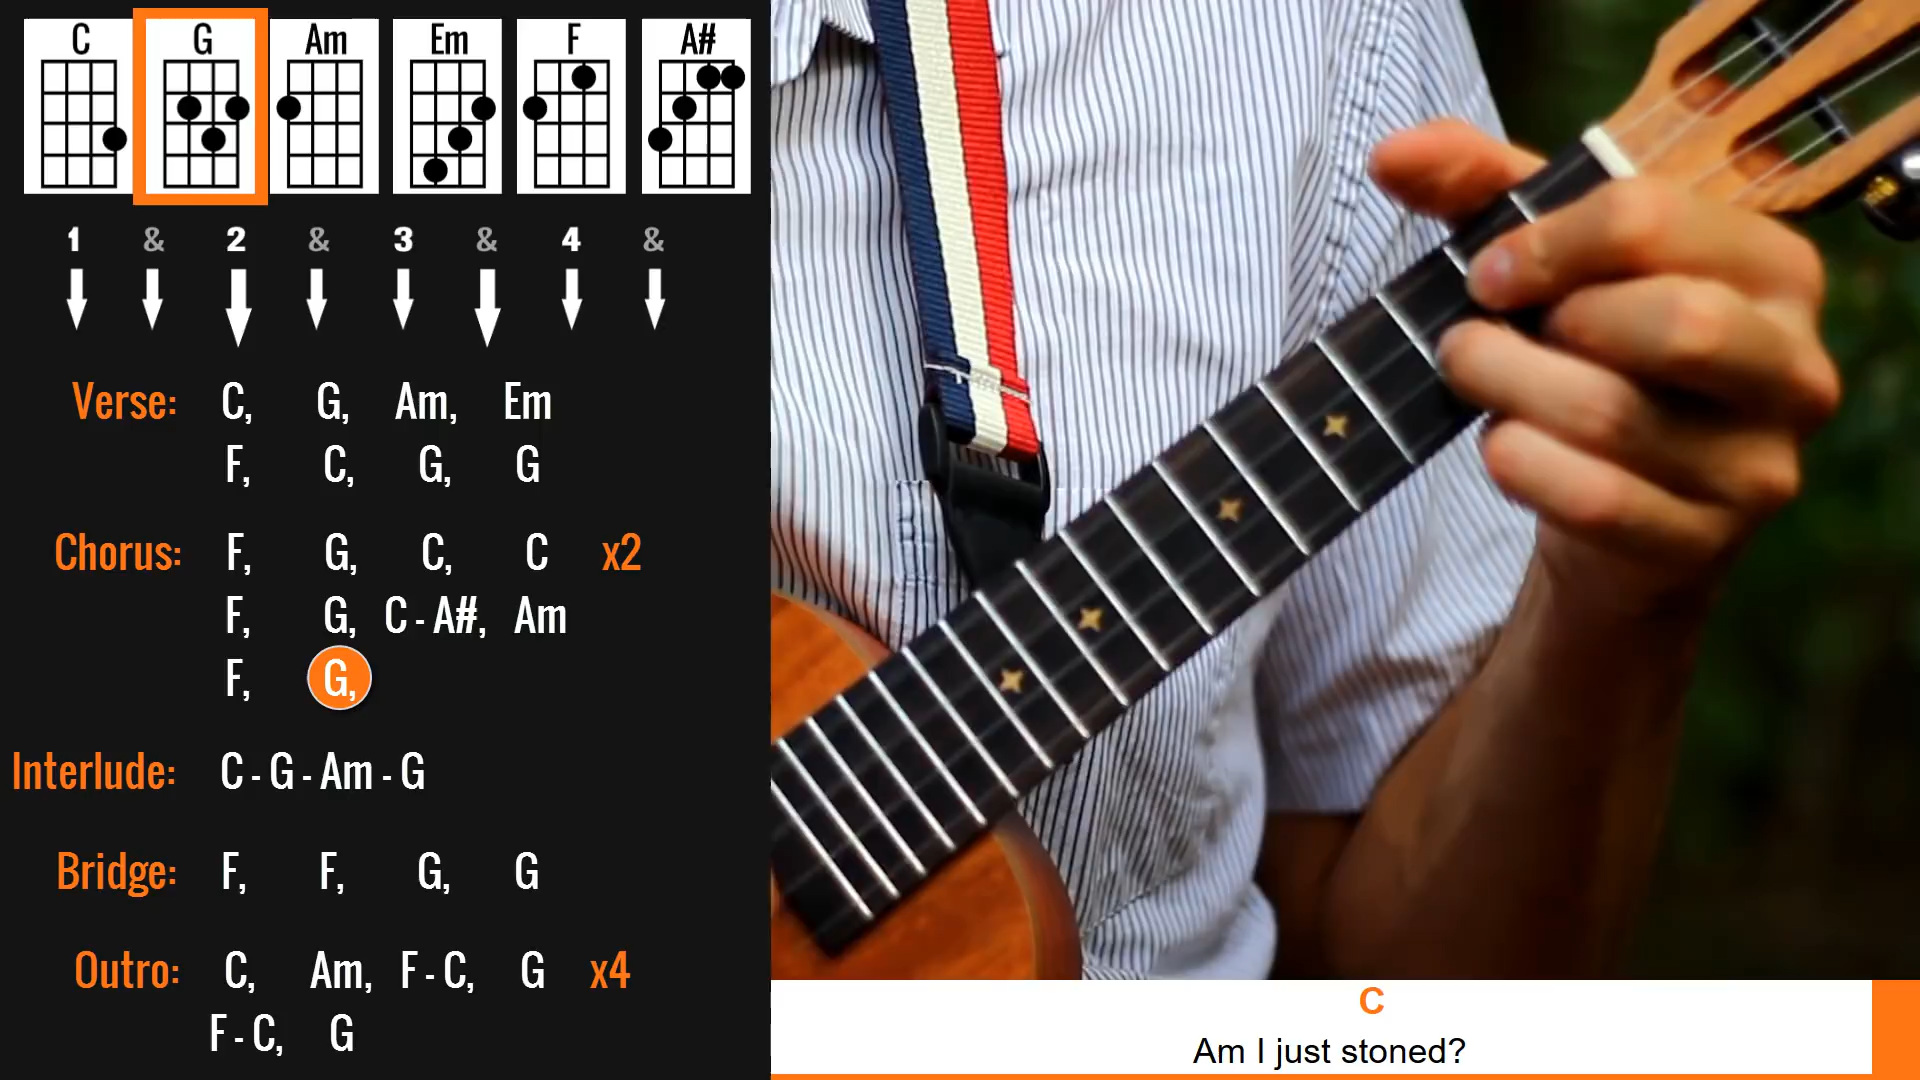 C G Am Em F A#
1 & 2 & 3 & 4 &
Verse: C, G, Am, Em
F, C, G, G
Chorus: F, G, C, C x2
F, G, C - A#, Am
F, G,
Interlude: C - G - Am - G
Bridge: F, F, G, G
Outro: C, Am, F - C, G x4
F - C, G
C
Am I just stoned?